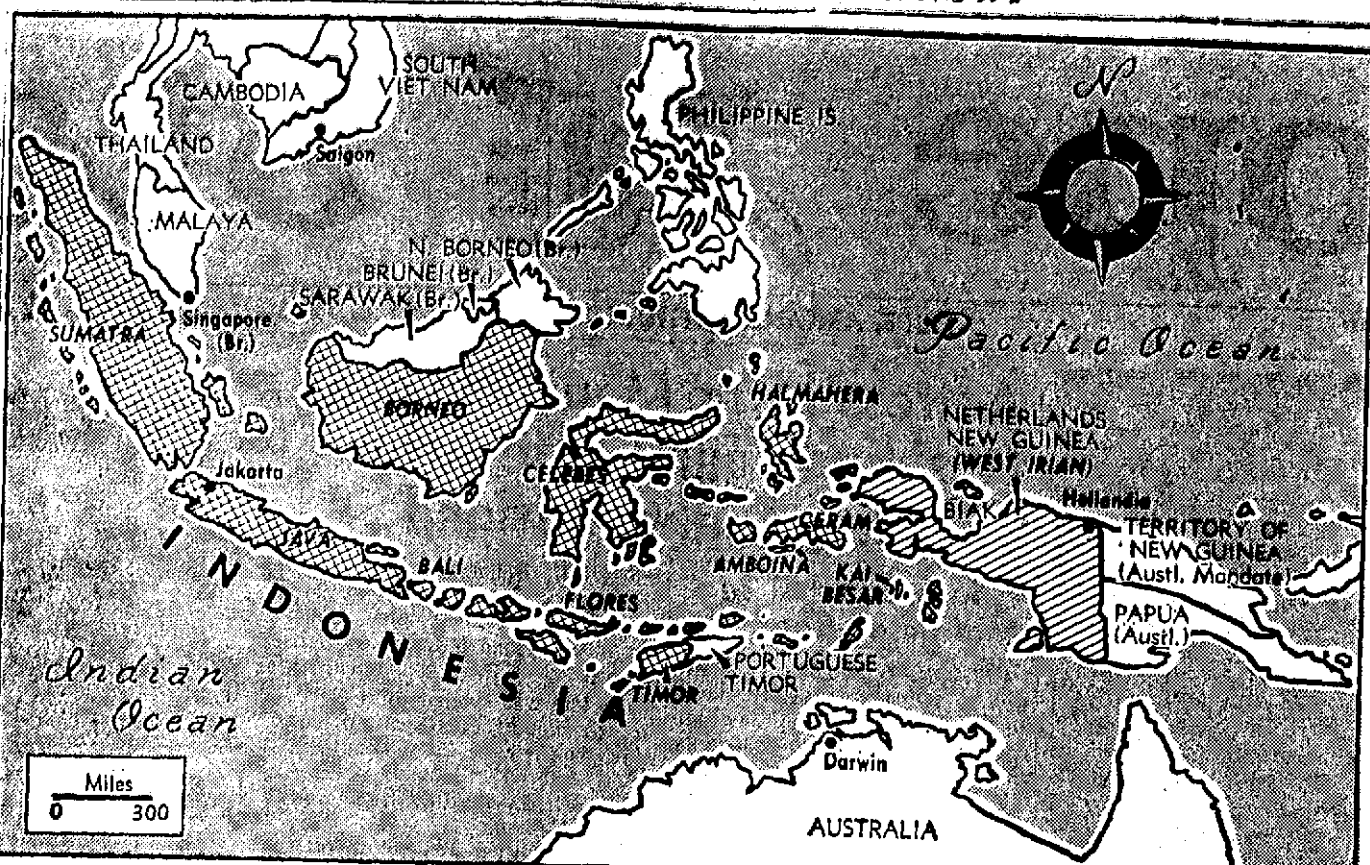 SOUTH
VIET NAM
CAMBODIA
THAILAND
Saigon
PHILIPPINE IS.
N
MALAYA
N. BORNEO (Br.)
BRUNEI (Br.)
SARAWAK (Br.)
Singapore
(Br.)
SUMATRA
Pacific Ocean
BORNEO
HALMAHERA
NETHERLANDS
NEW GUINEA
(WEST IRIAN)
Jakarta
CELEBES
BIAK
Hollandia
CERAM
TERRITORY OF
NEW GUINEA
(Austl. Mandate)
JAVA
AMBOINA
KAI
BESAR
BALI
FLORES
PAPUA
(Austl.)
INDONESIA
PORTUGUESE
TIMOR
TIMOR
Indian
Ocean
Darwin
Miles
0 300
AUSTRALIA